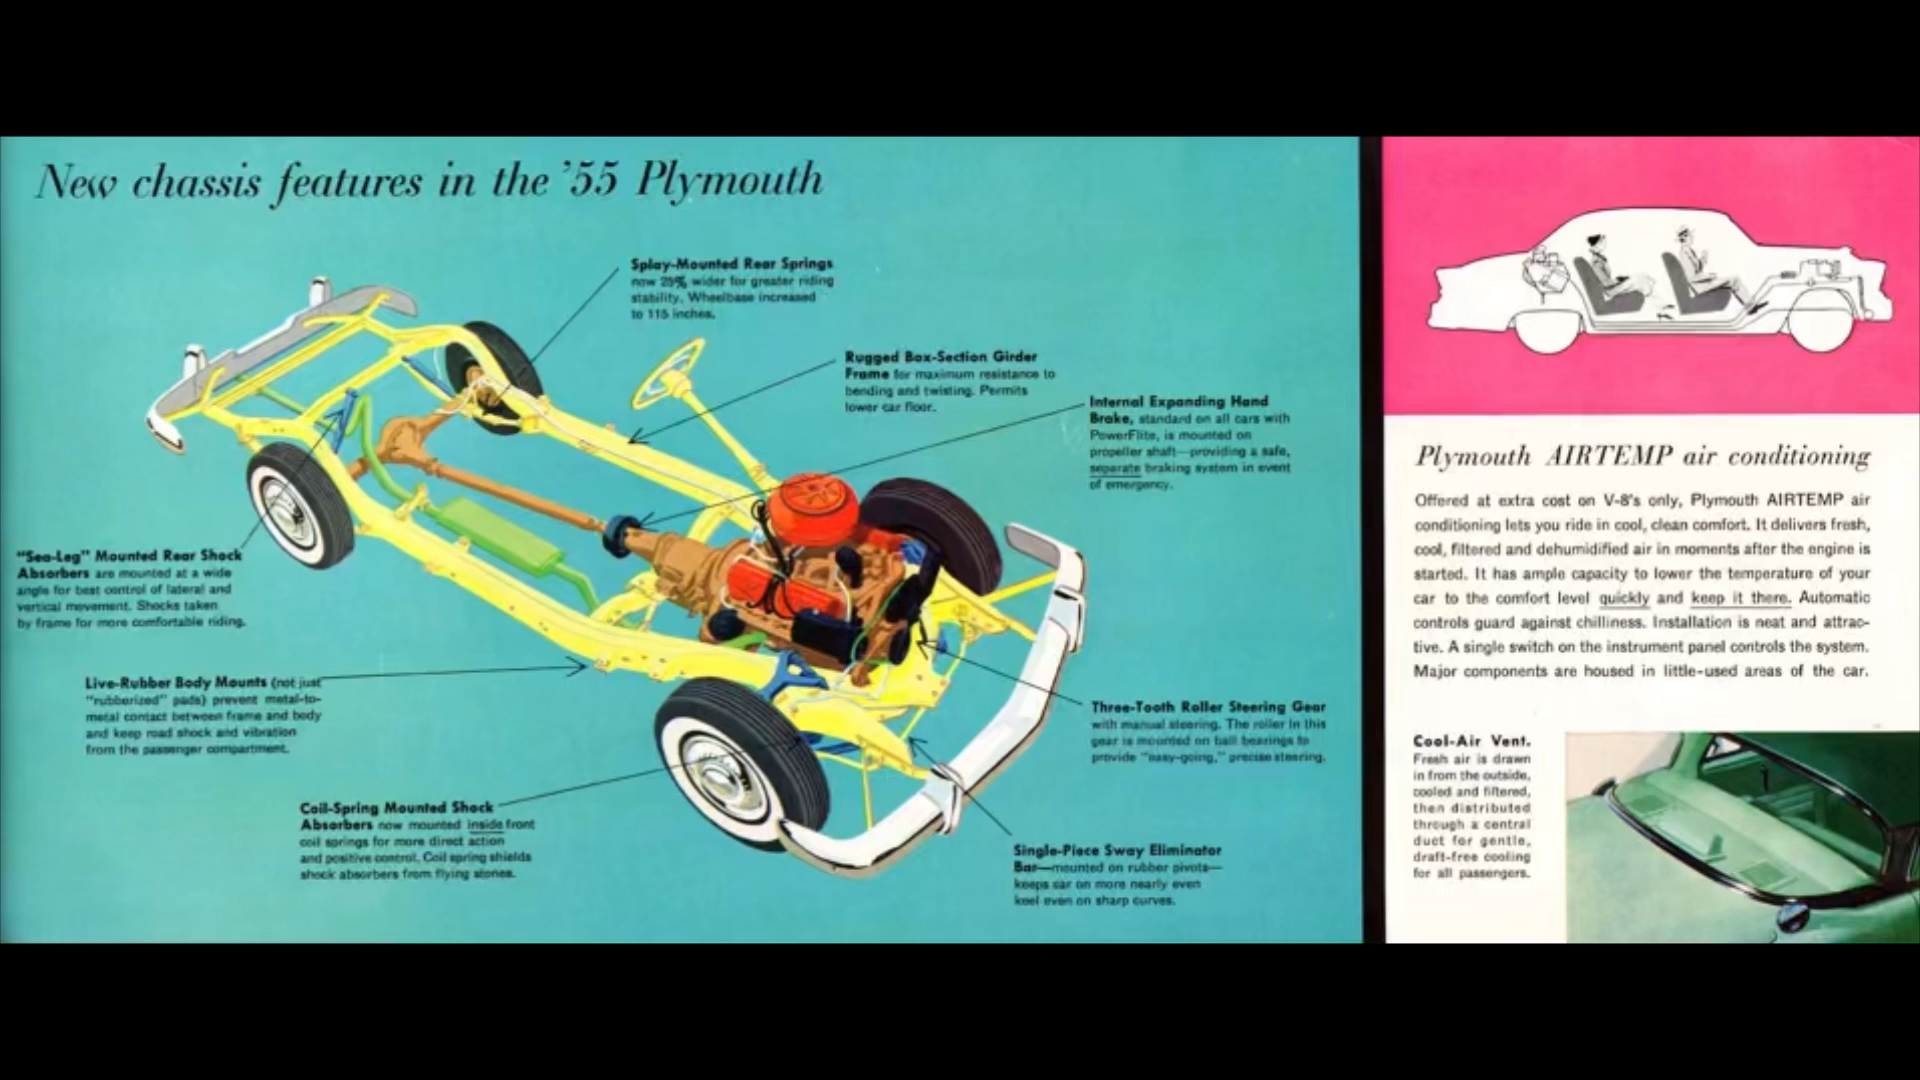 New chassis features in the '55 Plymouth
Splay-Mounted Rear Springs
now 25% wider for greater riding
stability. Wheelbase increased
to 115 inches.
Rugged Box-Section Girder
Frame for maximum resistance to
bending and twisting. Permits
lower car floor.
Internal Expanding Hand
Brake, standard on all cars with
PowerFlite, is mounted on
propeller shaft—providing a safe,
separate braking system in event
of emergency.
"Sea-Leg" Mounted Rear Shock
Absorbers are mounted at a wide
angle for best control of lateral and
vertical movement. Shocks taken
by frame for more comfortable riding.
Live-Rubber Body Mounts (not just
"rubberized" pads) prevent metal-to-
metal contact between frame and body
and keep road shock and vibration
from the passenger compartment.
Three-Tooth Roller Steering Gear
with manual steering. The roller in this
gear is mounted on ball bearings to
provide "easy-going," precise steering.
Coil-Spring Mounted Shock
Absorbers now mounted inside front
coil springs for more direct action
and positive control. Coil spring shields
shock absorbers from flying stones.
Single-Piece Sway Eliminator
Bar—mounted on rubber pivots—
keeps car on more nearly even
keel even on sharp curves.
Plymouth AIRTEMP air conditioning
Offered at extra cost on V-8's only, Plymouth AIRTEMP air
conditioning lets you ride in cool, clean comfort. It delivers fresh,
cool, filtered and dehumidified air in moments after the engine is
started. It has ample capacity to lower the temperature of your
car to the comfort level quickly and keep it there. Automatic
controls guard against chilliness. Installation is neat and attrac-
tive. A single switch on the instrument panel controls the system.
Major components are housed in little-used areas of the car.
Cool-Air Vent.
Fresh air is drawn
in from the outside,
cooled and filtered,
then distributed
through a central
duct for gentle,
draft-free cooling
for all passengers.